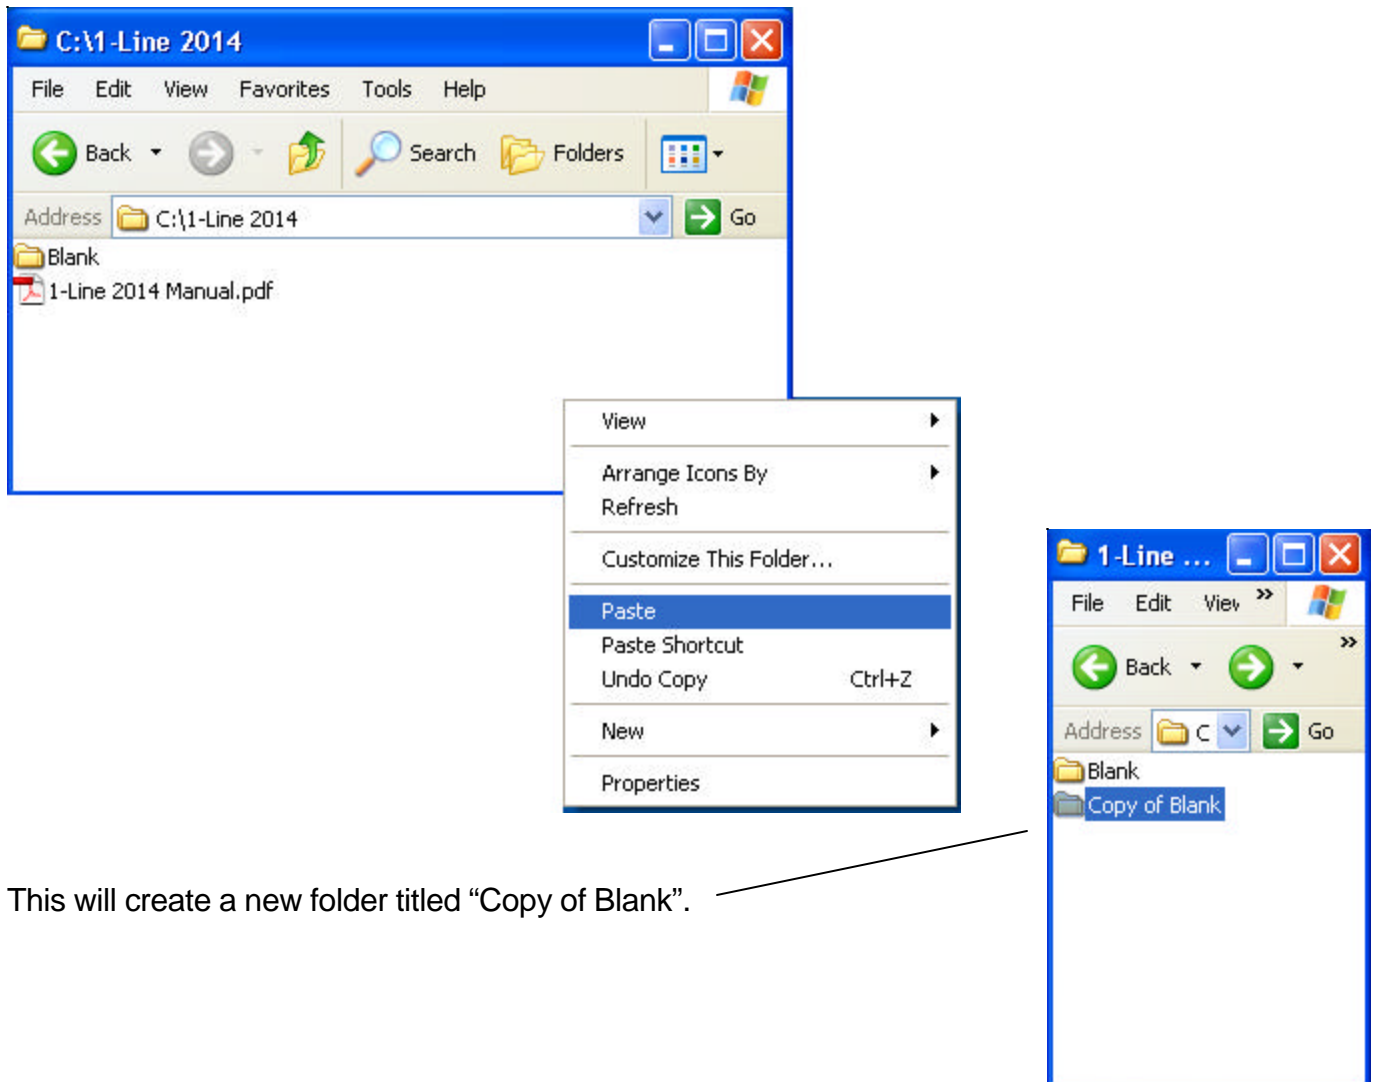 C:\1-Line 2014
File Edit View Favorites Tools Help
Back Search Folders
Address C:\1-Line 2014 Go
Blank
1-Line 2014 Manual.pdf
View
Arrange Icons By
Refresh
Customize This Folder...
Paste
Paste Shortcut
Undo Copy Ctrl+Z
New
Properties
1-Line ...
File Edit View »
Back »
Address C Go
Blank
Copy of Blank
This will create a new folder titled “Copy of Blank”.